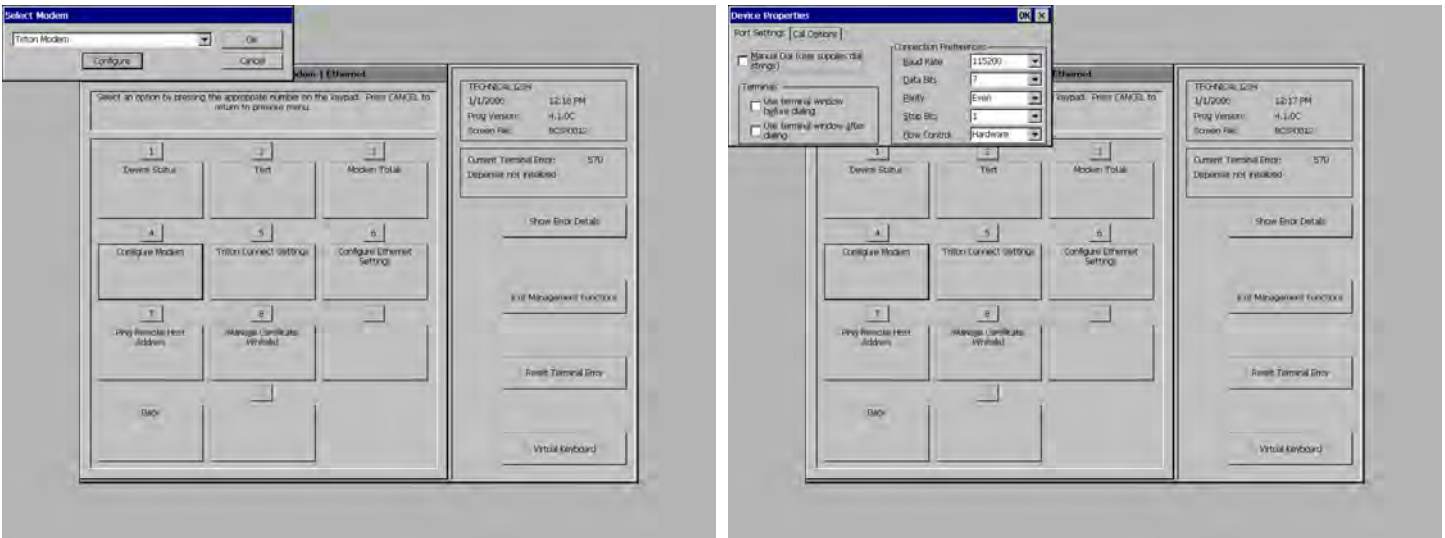 Select Modem
Triton Modem
OK
Configure
Cancel
Modem | Ethernet
Select an option by pressing the appropriate number on the keypad. Press CANCEL to
return to previous menu.
1
Device Status
2
Test
3
Modem Totals
4
Configure Modem
5
Triton Connect Settings
6
Configure Ethernet
Settings
7
Ping Remote Host
Address
8
Manage Certificate
Whitelist
Back
TECHNICAL 1234
1/1/2006
12:18 PM
Prog Version:
4.1.0C
Screen File:
Current Terminal Error:
570
Dispenser not initialized
Show Error Details
Exit Management Functions
Reset Terminal Error
Virtual Keyboard
Device Properties
OK
Port Settings
Call Options
Manual Dial (user supplies dial
strings)
Terminal
Use terminal window
before dialing
Use terminal window after
dialing
Connection Preferences
Baud Rate
115200
Data Bits
7
Parity
Even
Stop Bits
1
Flow Control
Hardware
Ethernet
keypad. Press CANCEL to
1
Device Status
2
Test
3
Modem Totals
4
Configure Modem
5
Triton Connect Settings
6
Configure Ethernet
Settings
7
Ping Remote Host
Address
8
Manage Certificate
Whitelist
Back
TECHNICAL 1234
1/1/2006
12:17 PM
Prog Version:
4.1.0C
Screen File:
Current Terminal Error:
570
Dispenser not initialized
Show Error Details
Exit Management Functions
Reset Terminal Error
Virtual Keyboard